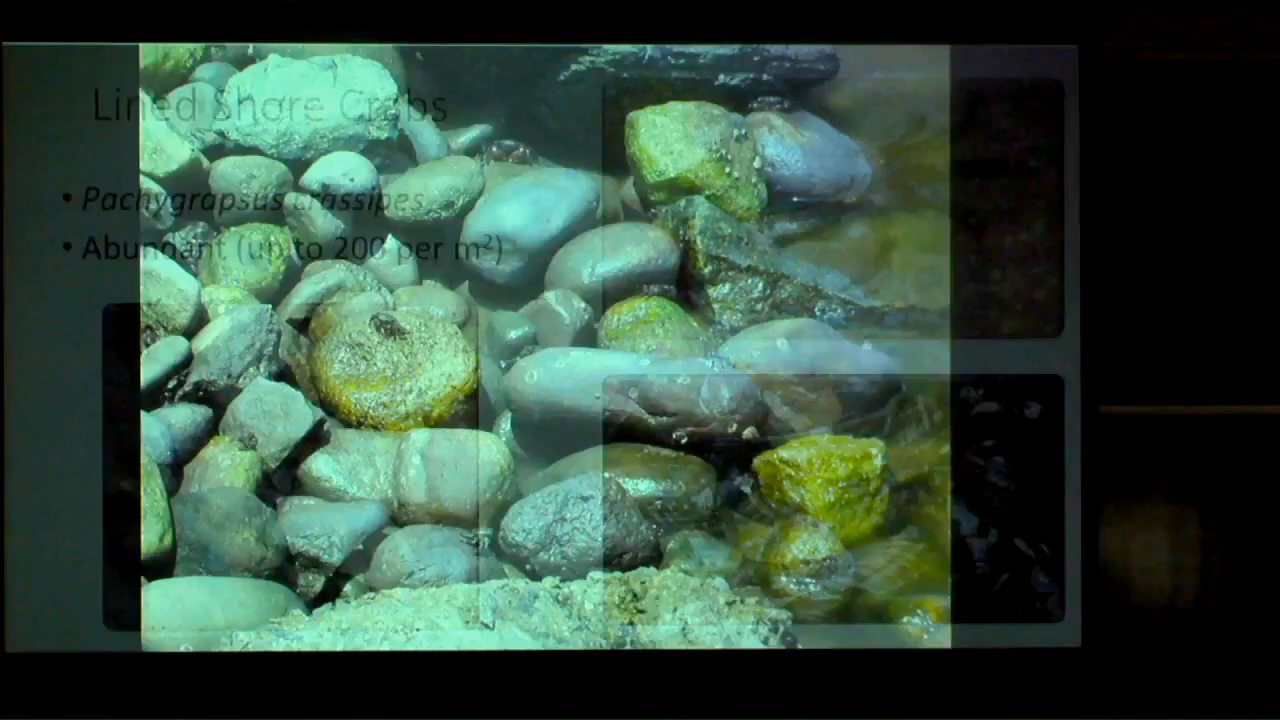 Lined Shore Crabs
• Pachygrapsus crassipes
• Abundant (up to 200 per m²)